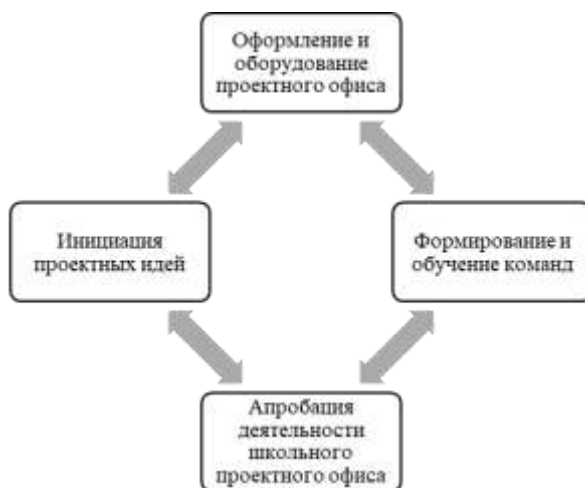 Оформление и
оборудование
проектного офиса
Инициация
проектных идей
Формирование и
обучение команд
Апробация
деятельности
школьного
проектного офиса